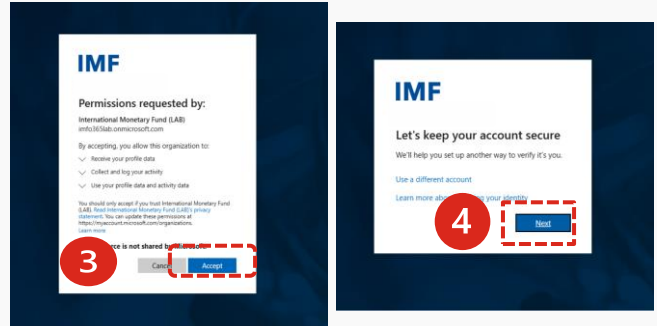 IMF
Permissions requested by:
International Monetary Fund (LAB)
imfo365lab.onmicrosoft.com
By accepting, you allow this organization to:
Receive your profile data
Collect and log your activity
Use your profile data and activity data
You should only accept if you trust International Monetary Fund
(LAB). Read International Monetary Fund (LAB)'s privacy
statement. You can update these permissions at
https://myaccount.microsoft.com/organizations.
Learn more
is not shared by
3
Cancel
Accept
IMF
Let's keep your account secure
We'll help you set up another way to verify it's you.
Use a different account
Learn more your identity
4
Next